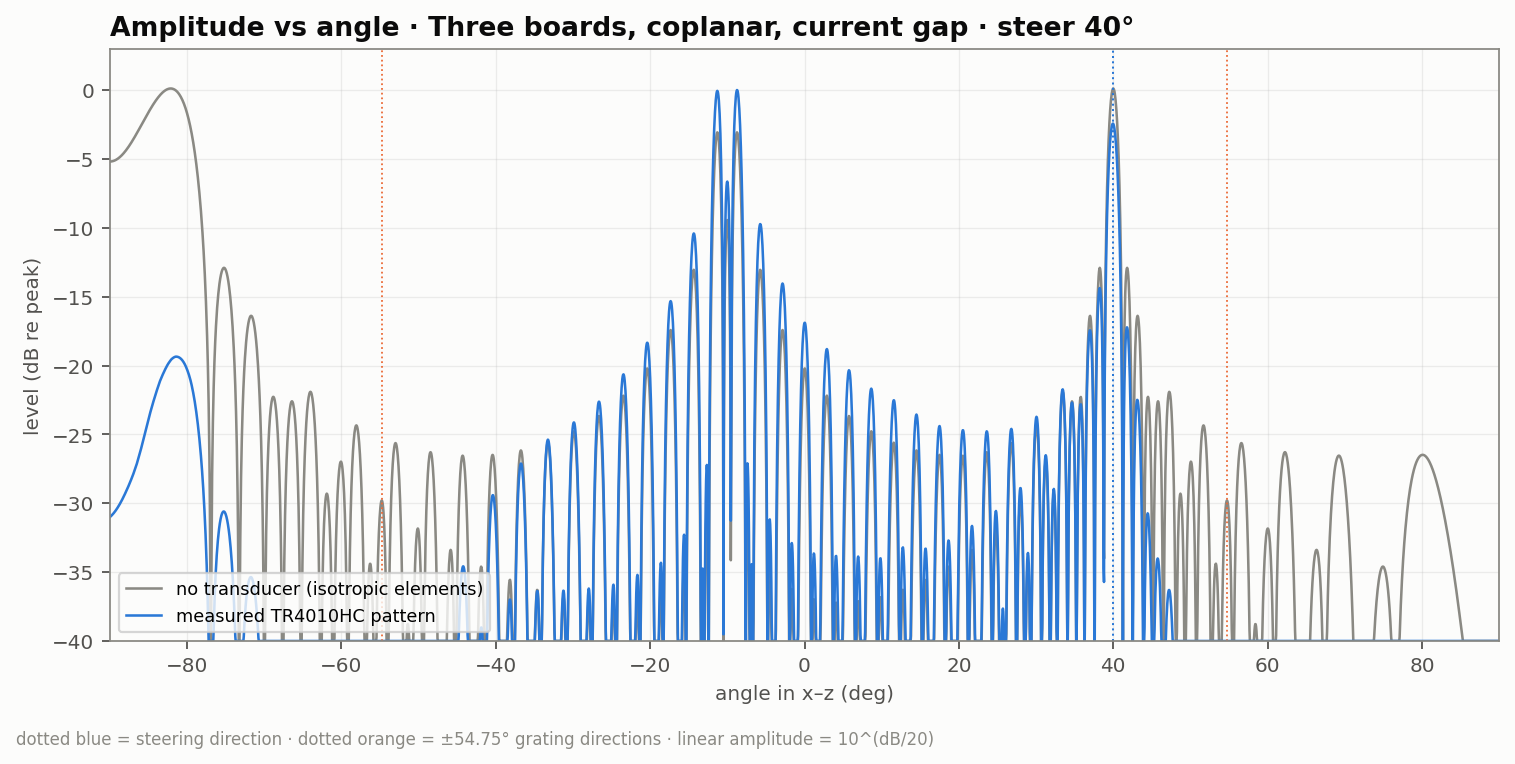 Amplitude vs angle · Three boards, coplanar, current gap · steer 40°
level (dB re peak)
0
−5
−10
−15
−20
−25
−30
−35
−40
no transducer (isotropic elements)
measured TR4010HC pattern
−80 −60 −40 −20 0 20 40 60 80
angle in x–z (deg)
dotted blue = steering direction · dotted orange = ±54.75° grating directions · linear amplitude = 10^(dB/20)